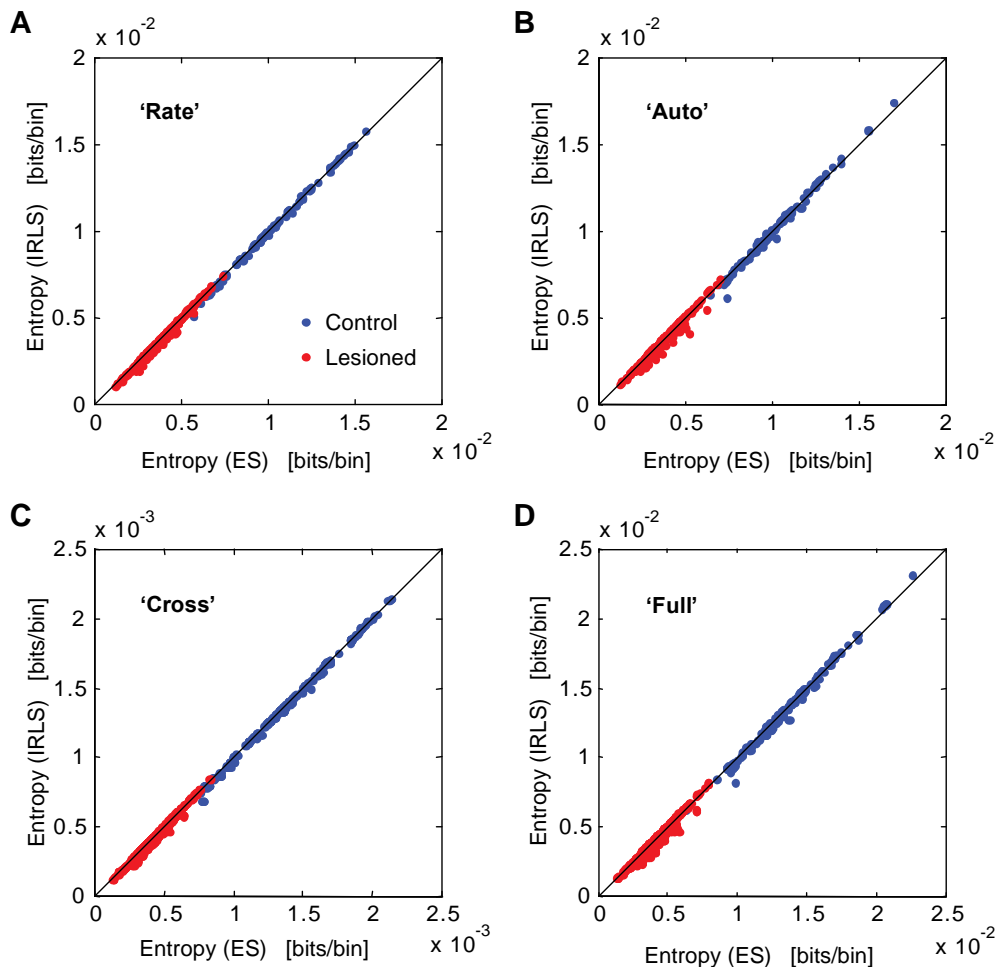 A
x 10-2
2
1.5
1
0.5
0
Entropy (IRLS) [bits/bin]
'Rate'
Control
Lesioned
0 0.5 1 1.5 2
x 10-2
Entropy (ES) [bits/bin]
B
x 10-2
2
1.5
1
0.5
0
Entropy (IRLS) [bits/bin]
'Auto'
0 0.5 1 1.5 2
x 10-2
Entropy (ES) [bits/bin]
C
x 10-3
2.5
2
1.5
1
0.5
0
Entropy (IRLS) [bits/bin]
'Cross'
0 0.5 1 1.5 2 2.5
x 10-3
Entropy (ES) [bits/bin]
D
x 10-2
2.5
2
1.5
1
0.5
0
Entropy (IRLS) [bits/bin]
'Full'
0 0.5 1 1.5 2 2.5
x 10-2
Entropy (ES) [bits/bin]